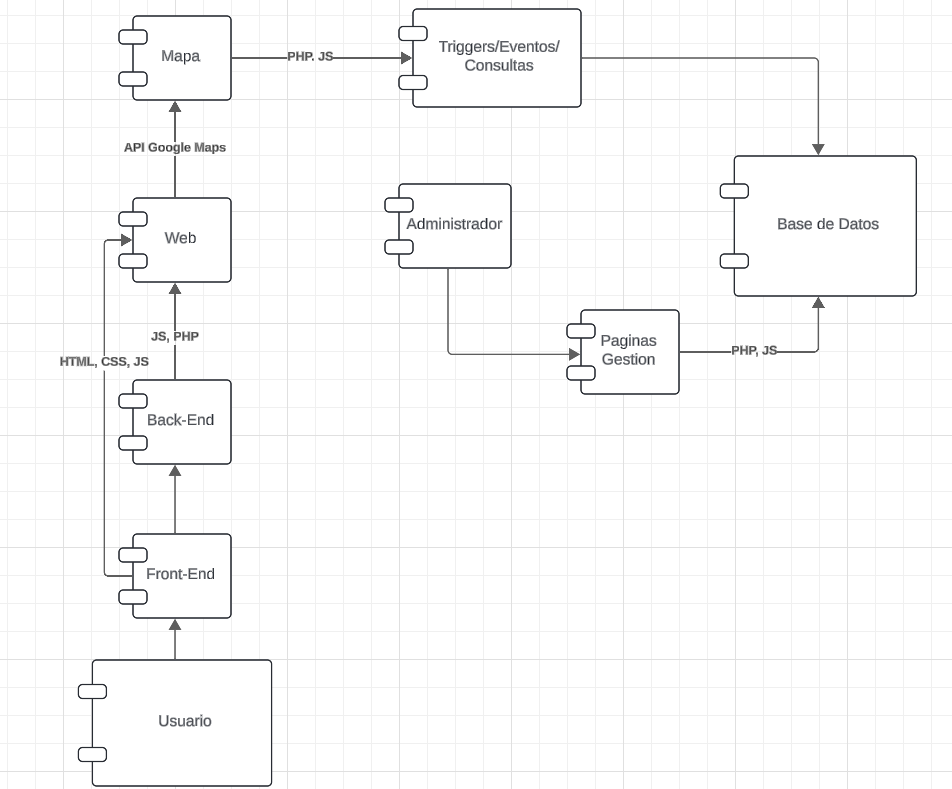 Mapa
PHP. JS
Triggers/Eventos/
Consultas
API Google Maps
Web
Administrador
Base de Datos
JS, PHP
HTML, CSS, JS
Paginas
Gestion
PHP, JS
Back-End
Front-End
Usuario